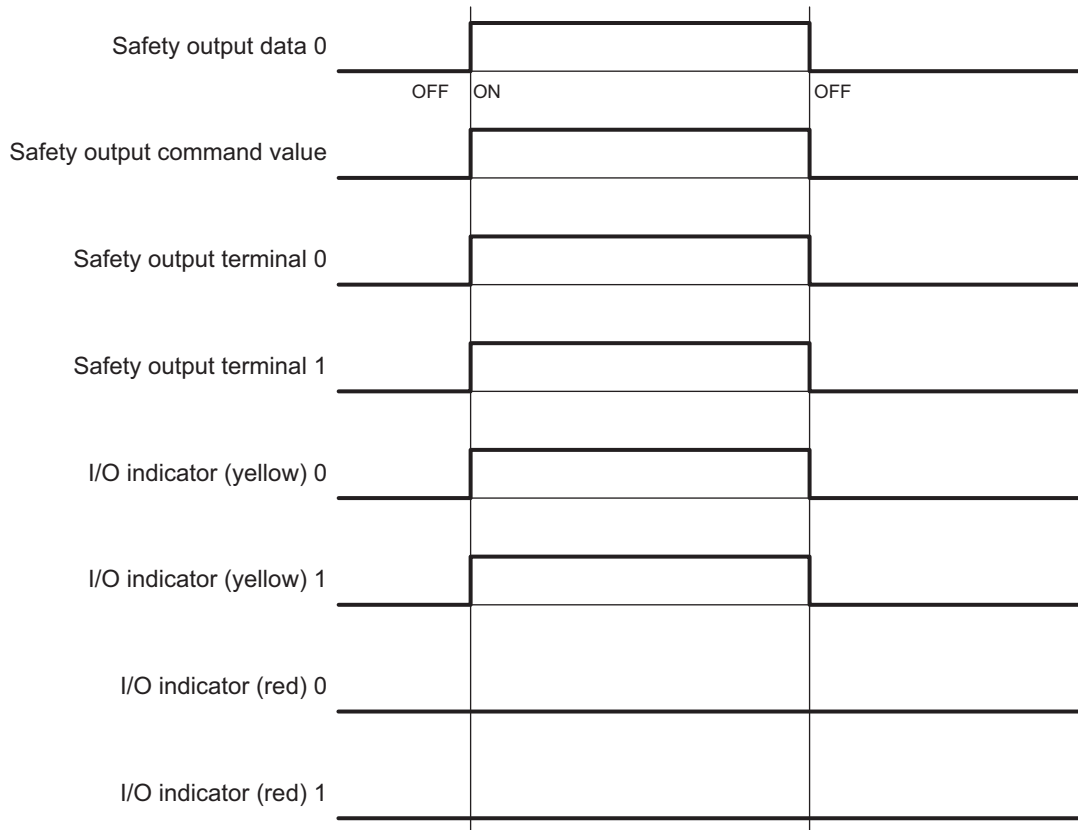 Safety output data 0
OFF ON OFF
Safety output command value
Safety output terminal 0
Safety output terminal 1
I/O indicator (yellow) 0
I/O indicator (yellow) 1
I/O indicator (red) 0
I/O indicator (red) 1